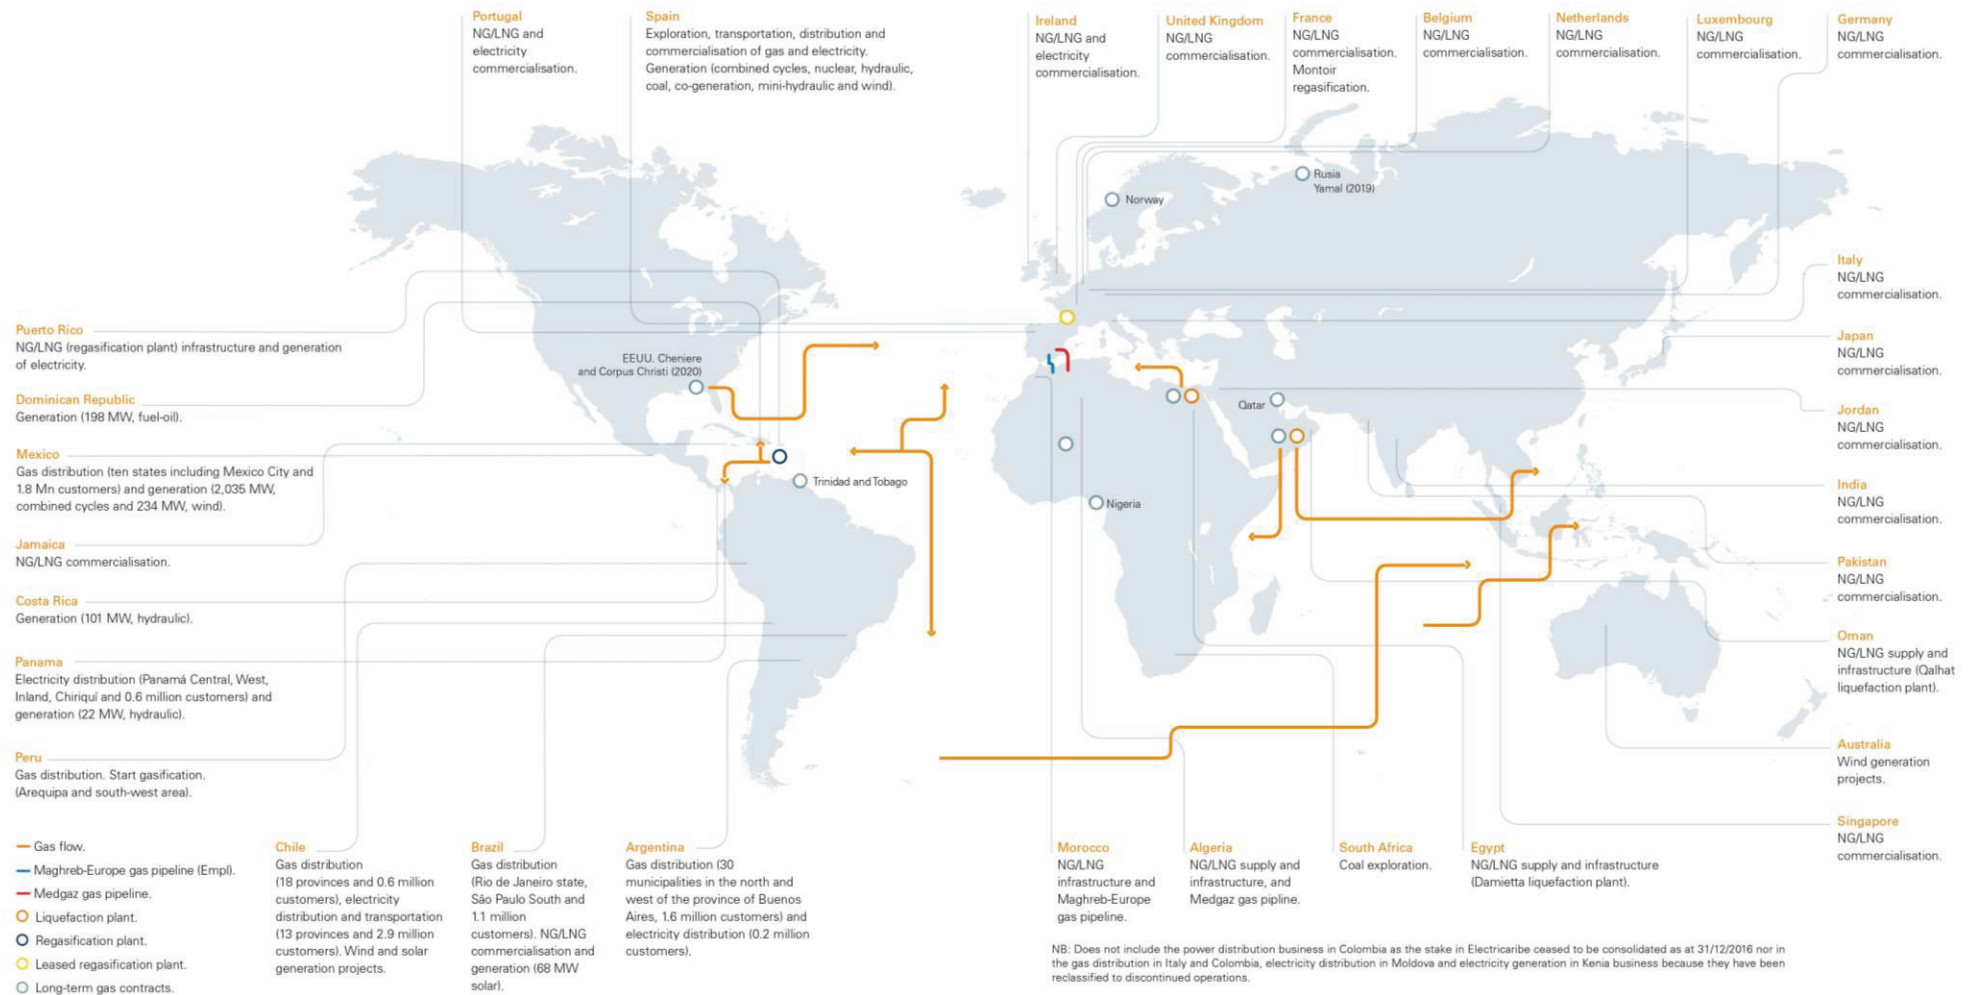 Portugal
NG/LNG and
electricity
commercialisation.
Spain
Exploration, transportation, distribution and
commercialisation of gas and electricity.
Generation (combined cycles, nuclear, hydraulic,
coal, co-generation, mini-hydraulic and wind).
Ireland
NG/LNG and
electricity
commercialisation.
United Kingdom
NG/LNG
commercialisation.
France
NG/LNG
commercialisation.
Montoir
regasification.
Belgium
NG/LNG
commercialisation.
Netherlands
NG/LNG
commercialisation.
Luxembourg
NG/LNG
commercialisation.
Germany
NG/LNG
commercialisation.
Rusia
Yamal (2019)
Norway
EEUU. Cheniere
and Corpus Christi (2020)
Qatar
Trinidad and Tobago
Nigeria
Puerto Rico
NG/LNG (regasification plant) infrastructure and generation
of electricity.
Dominican Republic
Generation (198 MW, fuel-oil).
Mexico
Gas distribution (ten states including Mexico City and
1.8 Mn customers) and generation (2,035 MW,
combined cycles and 234 MW, wind).
Jamaica
NG/LNG commercialisation.
Costa Rica
Generation (101 MW, hydraulic).
Panama
Electricity distribution (Panamá Central, West,
Inland, Chiriquí and 0.6 million customers) and
generation (22 MW, hydraulic).
Peru
Gas distribution. Start gasification.
(Arequipa and south-west area).
Italy
NG/LNG
commercialisation.
Japan
NG/LNG
commercialisation.
Jordan
NG/LNG
commercialisation.
India
NG/LNG
commercialisation.
Pakistan
NG/LNG
commercialisation.
Oman
NG/LNG supply and
infrastructure (Qalhat
liquefaction plant).
Australia
Wind generation
projects.
Singapore
NG/LNG
commercialisation.
Gas flow.
Maghreb-Europe gas pipeline (Empl).
Medgaz gas pipeline.
Liquefaction plant.
Regasification plant.
Leased regasification plant.
Long-term gas contracts.
Chile
Gas distribution
(18 provinces and 0.6 million
customers), electricity
distribution and transportation
(13 provinces and 2.9 million
customers). Wind and solar
generation projects.
Brazil
Gas distribution
(Rio de Janeiro state,
São Paulo South and
1.1 million
customers). NG/LNG
commercialisation and
generation (68 MW
solar).
Argentina
Gas distribution (30
municipalities in the north and
west of the province of Buenos
Aires, 1.6 million customers) and
electricity distribution (0.2 million
customers).
Morocco
NG/LNG
infrastructure and
Maghreb-Europe
gas pipeline.
Algeria
NG/LNG supply and
infrastructure, and
Medgaz gas pipline.
South Africa
Coal exploration.
Egypt
NG/LNG supply and infrastructure
(Damietta liquefaction plant).
NB: Does not include the power distribution business in Colombia as the stake in Electricaribe ceased to be consolidated as at 31/12/2016 nor in
the gas distribution in Italy and Colombia, electricity distribution in Moldova and electricity generation in Kenia business because they have been
reclassified to discontinued operations.